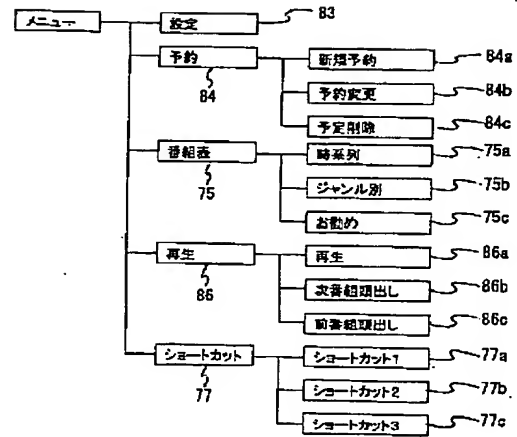 メニュー
設定
83
予約
84
新規予約
84a
予約変更
84b
予定削除
84c
番組表
75
時系列
75a
ジャンル別
75b
お勧め
75c
再生
86
再生
86a
次番組頭出し
86b
前番組頭出し
86c
ショートカット
77
ショートカット1
77a
ショートカット2
77b
ショートカット3
77c